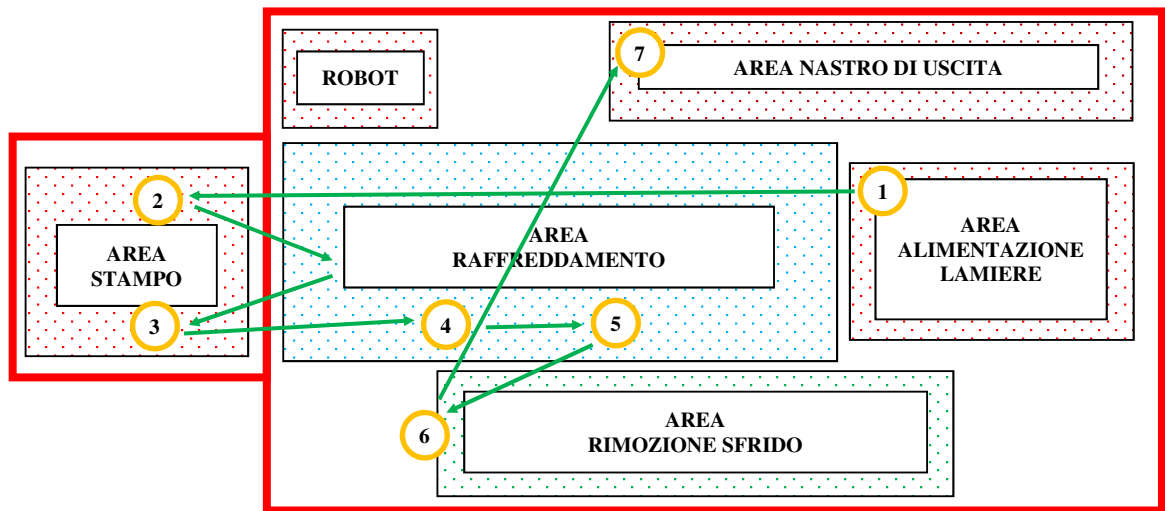 ROBOT
7
AREA NASTRO DI USCITA
2
1
AREA
STAMPO
AREA
RAFFREDDAMENTO
AREA
ALIMENTAZIONE
LAMIERE
3
4
5
6
AREA
RIMOZIONE SFRIDO